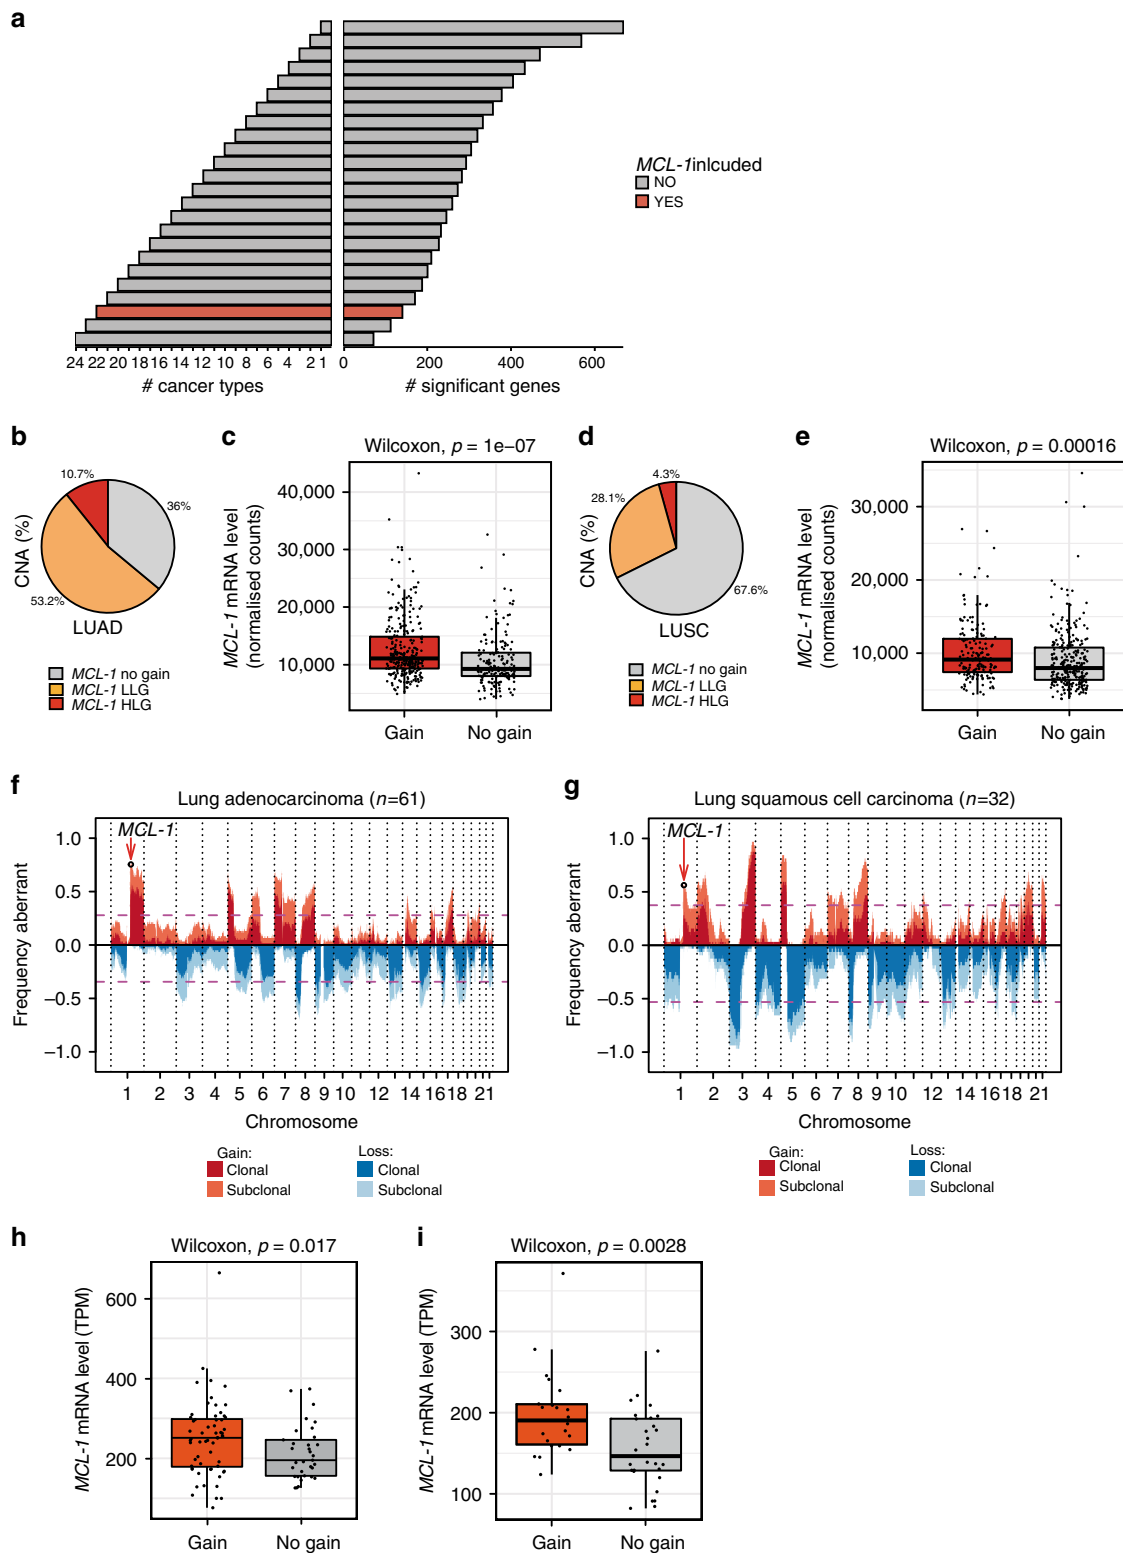 a
MCL-1inlcuded
NO
YES
24 22 20 18 16 14 12 10 8 6 4 2 1
# cancer types
0 200 400 600
# significant genes
b
10.7%
36%
53.2%
CNA (%)
LUAD
MCL-1 no gain
MCL-1 LLG
MCL-1 HLG
c
Wilcoxon, p = 1e−07
MCL-1 mRNA level
(normalised counts)
40,000
30,000
20,000
10,000
Gain No gain
d
4.3%
28.1%
67.6%
CNA (%)
LUSC
MCL-1 no gain
MCL-1 LLG
MCL-1 HLG
e
Wilcoxon, p = 0.00016
MCL-1 mRNA level
(normalised counts)
30,000
20,000
10,000
Gain No gain
f
Lung adenocarcinoma (n=61)
MCL-1
Frequency aberrant
1.0
0.5
0.0
−0.5
−1.0
1 2 3 4 5 6 7 8 9 10 12 14 16 18 21
Chromosome
Gain:
Clonal
Subclonal
Loss:
Clonal
Subclonal
g
Lung squamous cell carcinoma (n=32)
MCL-1
Frequency aberrant
1.0
0.5
0.0
−0.5
−1.0
1 2 3 4 5 6 7 8 9 10 12 14 16 18 21
Chromosome
Gain:
Clonal
Subclonal
Loss:
Clonal
Subclonal
h
Wilcoxon, p = 0.017
MCL-1 mRNA level (TPM)
600
400
200
Gain No gain
i
Wilcoxon, p = 0.0028
MCL-1 mRNA level (TPM)
300
200
100
Gain No gain